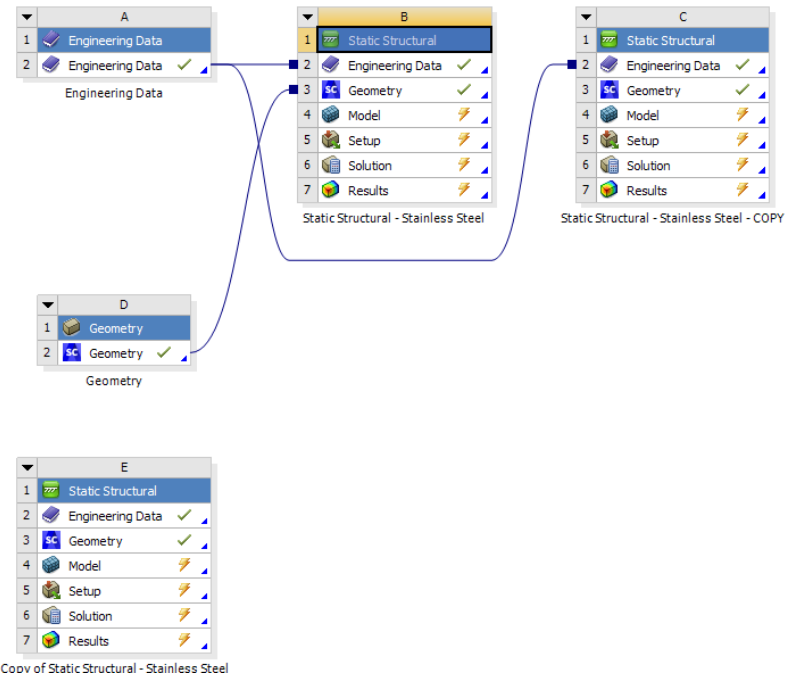 A
1 Engineering Data
2 Engineering Data
Engineering Data
B
1 Static Structural
2 Engineering Data
3 SC Geometry
4 Model
5 Setup
6 Solution
7 Results
Static Structural - Stainless Steel
C
1 Static Structural
2 Engineering Data
3 SC Geometry
4 Model
5 Setup
6 Solution
7 Results
Static Structural - Stainless Steel - COPY
D
1 Geometry
2 SC Geometry
Geometry
E
1 Static Structural
2 Engineering Data
3 SC Geometry
4 Model
5 Setup
6 Solution
7 Results
Copy of Static Structural - Stainless Steel